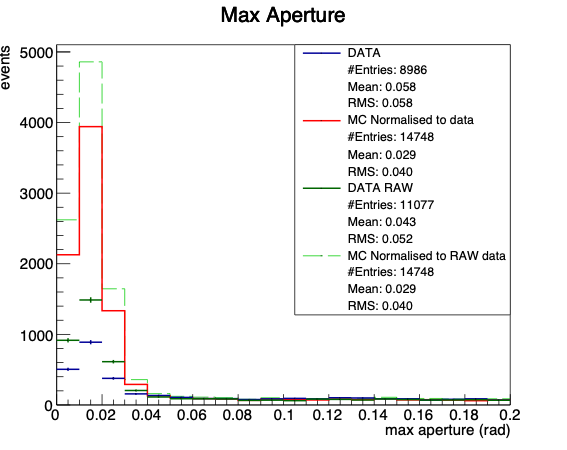 Max Aperture
events
5000
4000
3000
2000
1000
0
DATA
#Entries: 8986
Mean: 0.058
RMS: 0.058
MC Normalised to data
#Entries: 14748
Mean: 0.029
RMS: 0.040
DATA RAW
#Entries: 11077
Mean: 0.043
RMS: 0.052
MC Normalised to RAW data
#Entries: 14748
Mean: 0.029
RMS: 0.040
0 0.02 0.04 0.06 0.08 0.1 0.12 0.14 0.16 0.18 0.2
max aperture (rad)